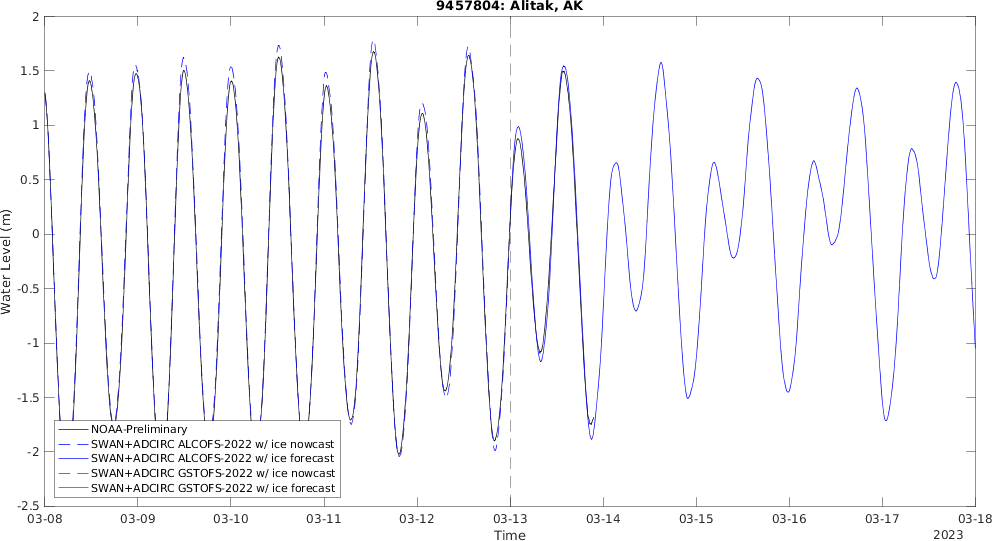 9457804: Alitak, AK
2
1.5
1
0.5
0
-0.5
-1
-1.5
-2
-2.5
Water Level (m)
NOAA-Preliminary
SWAN+ADCIRC ALCOFS-2022 w/ ice nowcast
SWAN+ADCIRC ALCOFS-2022 w/ ice forecast
SWAN+ADCIRC GSTOFS-2022 w/ ice nowcast
SWAN+ADCIRC GSTOFS-2022 w/ ice forecast
03-08 03-09 03-10 03-11 03-12 03-13 03-14 03-15 03-16 03-17 03-18
Time
2023